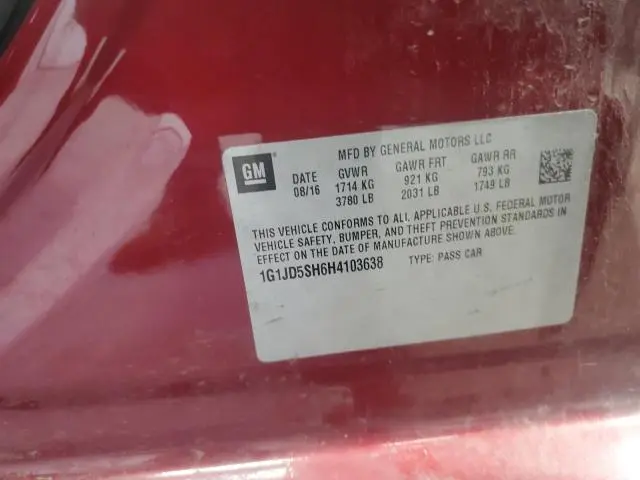 GM
MFD BY GENERAL MOTORS LLC
DATE GVWR GAWR FRT GAWR RR
08/16 1714 KG 921 KG 793 KG
3780 LB 2031 LB 1749 LB
THIS VEHICLE CONFORMS TO ALL APPLICABLE U.S. FEDERAL MOTOR
VEHICLE SAFETY, BUMPER, AND THEFT PREVENTION STANDARDS IN
EFFECT ON THE DATE OF MANUFACTURE SHOWN ABOVE.
1G1JD5SH6H4103638 TYPE: PASS CAR